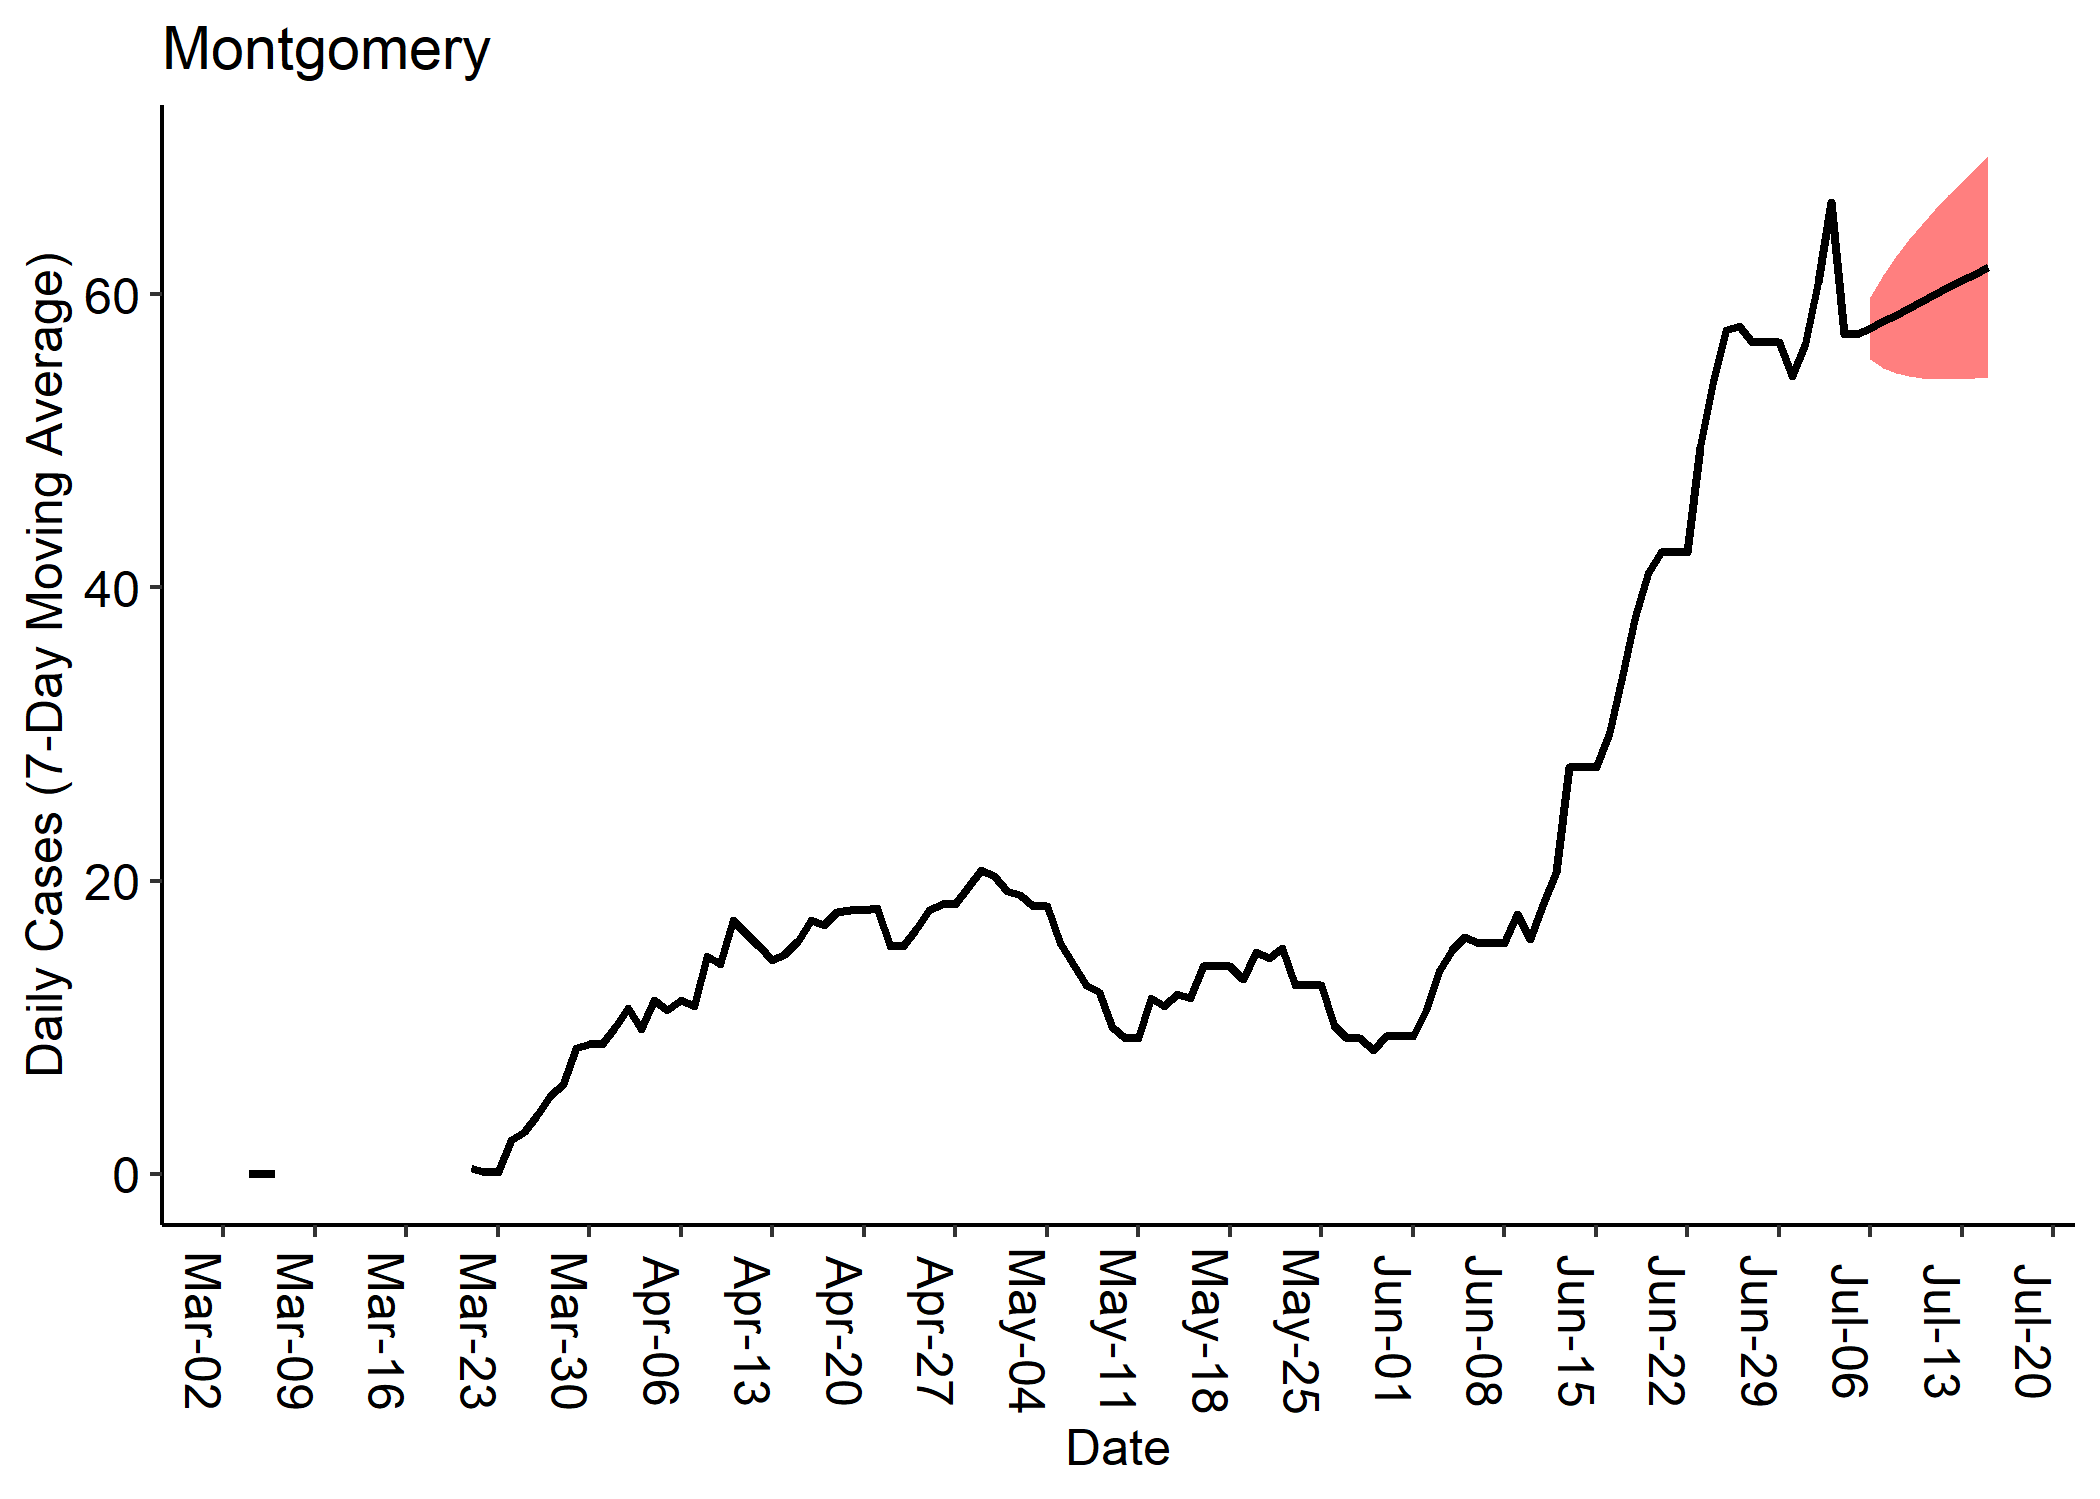 Montgomery
Daily Cases (7-Day Moving Average)
60
40
20
0
Mar-02
Mar-09
Mar-16
Mar-23
Mar-30
Apr-06
Apr-13
Apr-20
Apr-27
May-04
May-11
May-18
May-25
Jun-01
Jun-08
Jun-15
Jun-22
Jun-29
Jul-06
Jul-13
Jul-20
Date